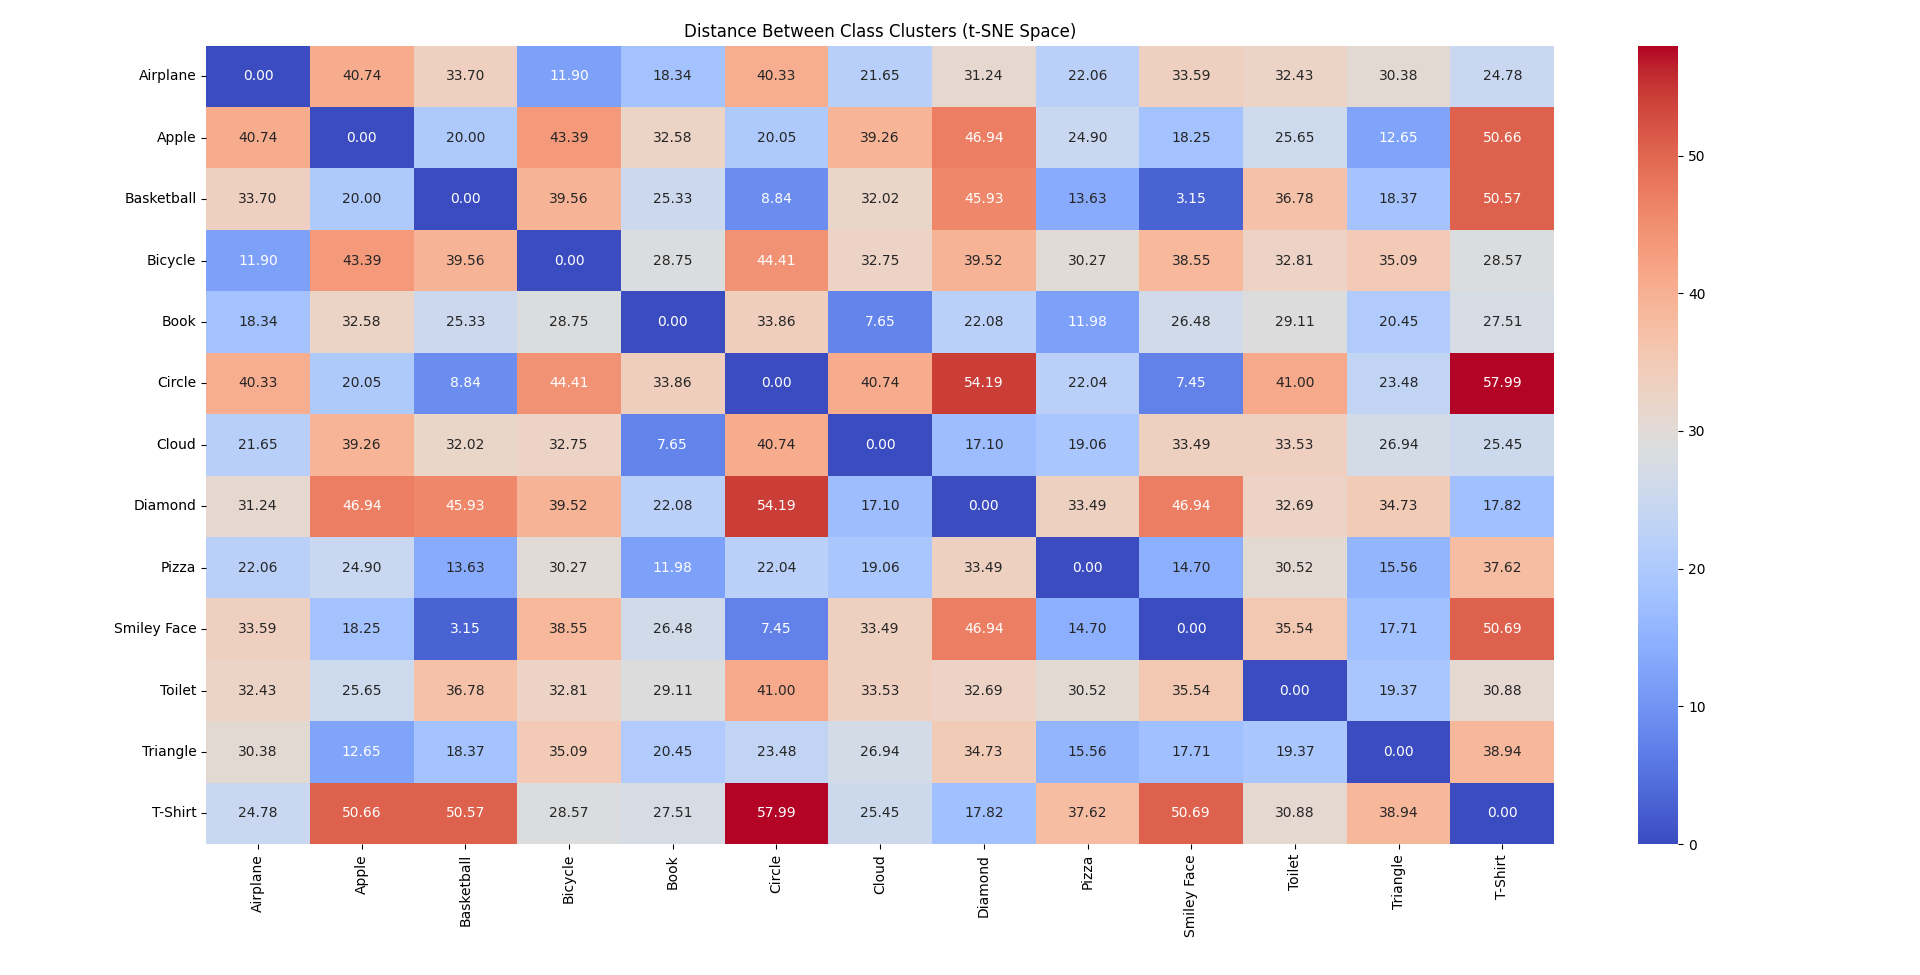 Distance Between Class Clusters (t-SNE Space)
Airplane 0.00 40.74 33.70 11.90 18.34 40.33 21.65 31.24 22.06 33.59 32.43 30.38 24.78
Apple 40.74 0.00 20.00 43.39 32.58 20.05 39.26 46.94 24.90 18.25 25.65 12.65 50.66
Basketball 33.70 20.00 0.00 39.56 25.33 8.84 32.02 45.93 13.63 3.15 36.78 18.37 50.57
Bicycle 11.90 43.39 39.56 0.00 28.75 44.41 32.75 39.52 30.27 38.55 32.81 35.09 28.57
Book 18.34 32.58 25.33 28.75 0.00 33.86 7.65 22.08 11.98 26.48 29.11 20.45 27.51
Circle 40.33 20.05 8.84 44.41 33.86 0.00 40.74 54.19 22.04 7.45 41.00 23.48 57.99
Cloud 21.65 39.26 32.02 32.75 7.65 40.74 0.00 17.10 19.06 33.49 33.53 26.94 25.45
Diamond 31.24 46.94 45.93 39.52 22.08 54.19 17.10 0.00 33.49 46.94 32.69 34.73 17.82
Pizza 22.06 24.90 13.63 30.27 11.98 22.04 19.06 33.49 0.00 14.70 30.52 15.56 37.62
Smiley Face 33.59 18.25 3.15 38.55 26.48 7.45 33.49 46.94 14.70 0.00 35.54 17.71 50.69
Toilet 32.43 25.65 36.78 32.81 29.11 41.00 33.53 32.69 30.52 35.54 0.00 19.37 30.88
Triangle 30.38 12.65 18.37 35.09 20.45 23.48 26.94 34.73 15.56 17.71 19.37 0.00 38.94
T-Shirt 24.78 50.66 50.57 28.57 27.51 57.99 25.45 17.82 37.62 50.69 30.88 38.94 0.00
Airplane Apple Basketball Bicycle Book Circle Cloud Diamond Pizza Smiley Face Toilet Triangle T-Shirt
50
40
30
20
10
0